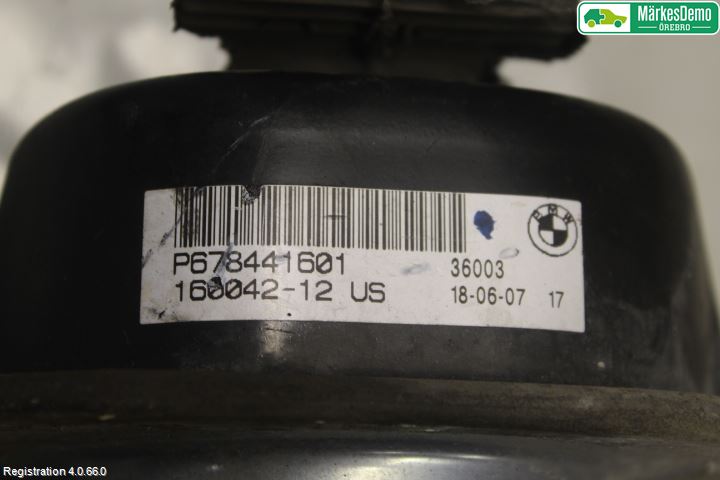 MärkesDemo
ÖREBRO
BMW
P678441601
36003
160042-12 US
18-06-07 17
Registration 4.0.66.0